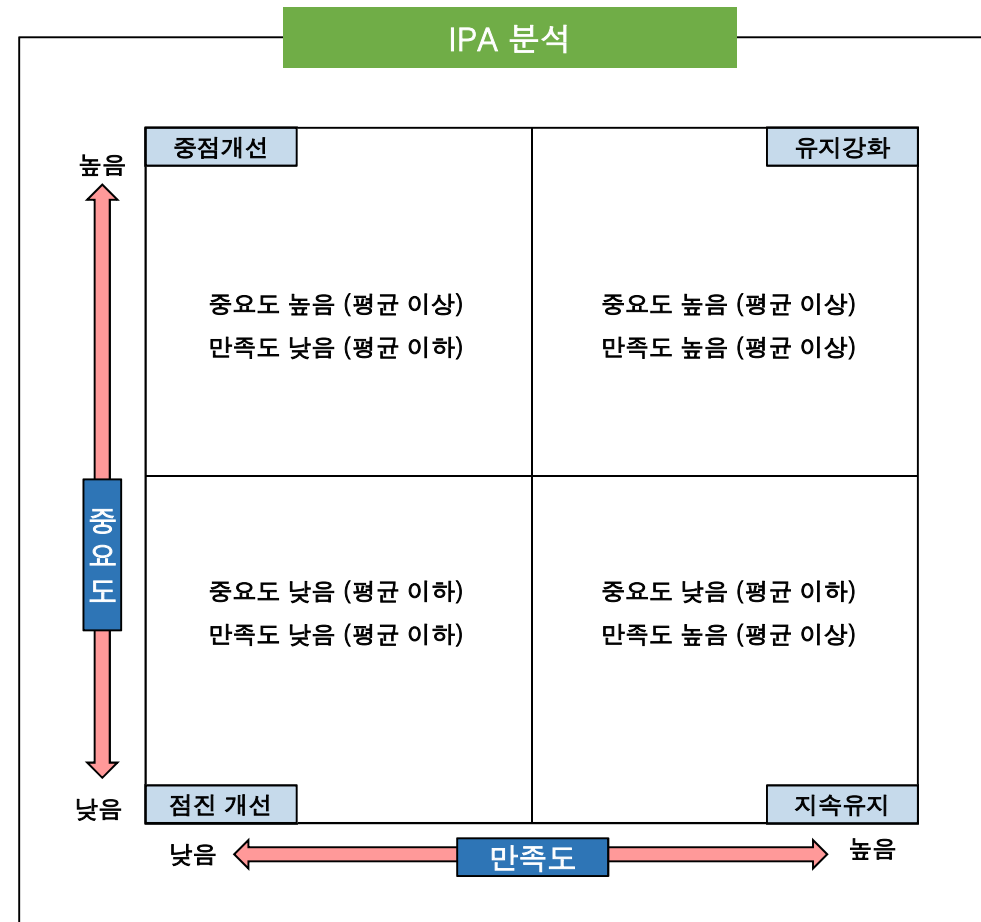 IPA 분석
중점개선
유지강화
높음
중요도 높음 (평균 이상)
만족도 낮음 (평균 이하)
중요도 높음 (평균 이상)
만족도 높음 (평균 이상)
중요도
중요도 낮음 (평균 이하)
만족도 낮음 (평균 이하)
중요도 낮음 (평균 이하)
만족도 높음 (평균 이상)
낮음
점진 개선
지속유지
낮음
만족도
높음